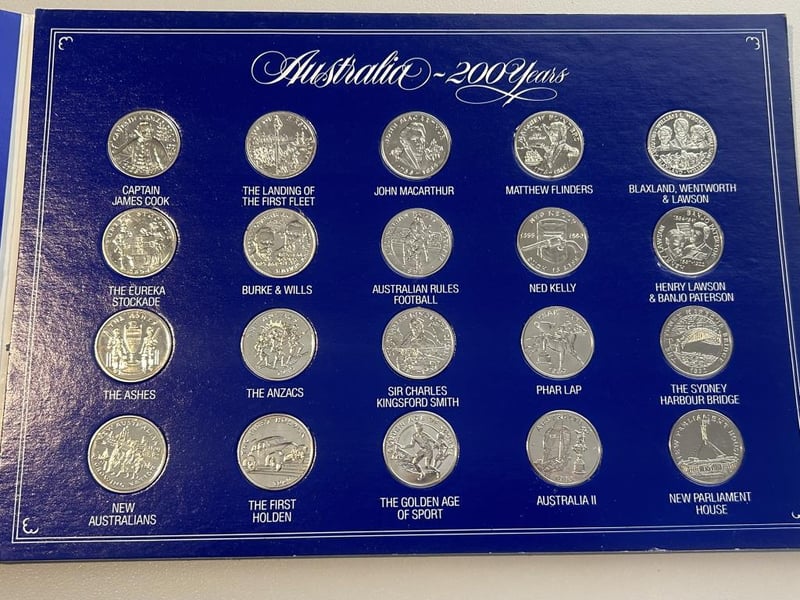 Australia ~ 200 Years
CAPTAIN
JAMES COOK
THE LANDING OF
THE FIRST FLEET
JOHN MACARTHUR
MATTHEW FLINDERS
BLAXLAND, WENTWORTH
& LAWSON
THE EUREKA
STOCKADE
BURKE & WILLS
AUSTRALIAN RULES
FOOTBALL
NED KELLY
HENRY LAWSON
& BANJO PATERSON
THE ASHES
THE ANZACS
SIR CHARLES
KINGSFORD SMITH
PHAR LAP
THE SYDNEY
HARBOUR BRIDGE
NEW
AUSTRALIANS
THE FIRST
HOLDEN
THE GOLDEN AGE
OF SPORT
AUSTRALIA II
NEW PARLIAMENT
HOUSE